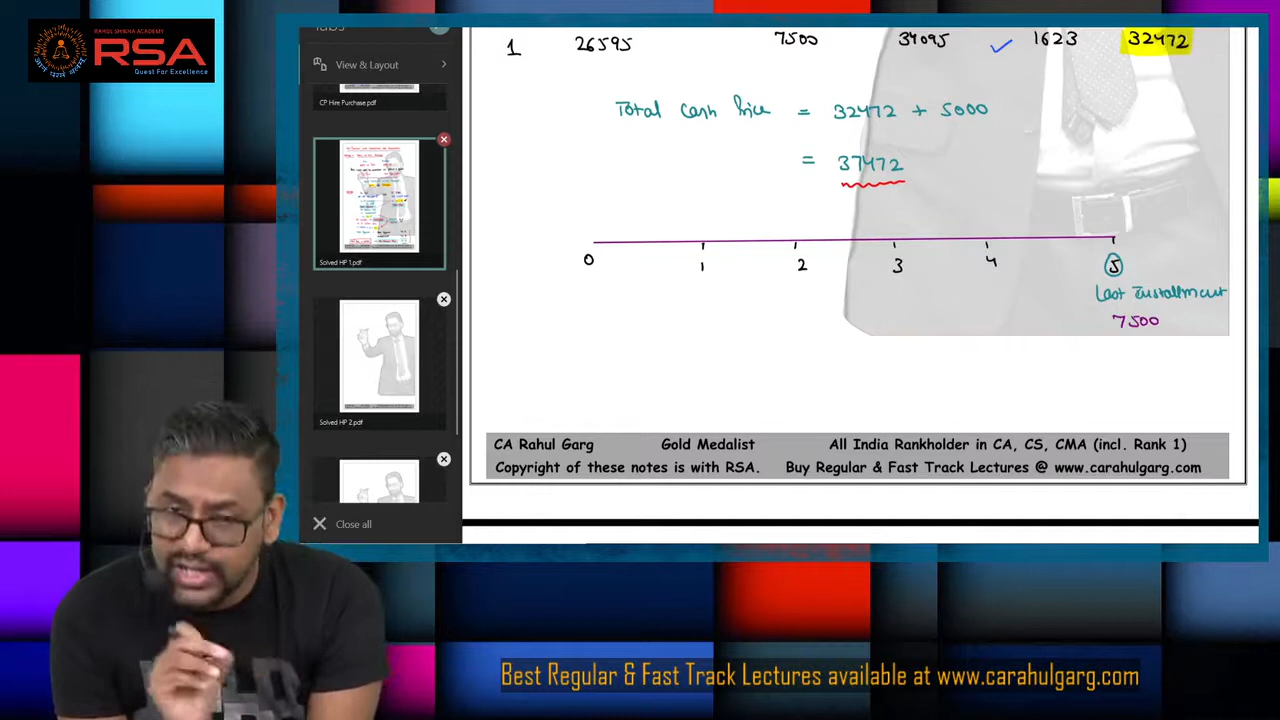 RAHUL SHIKHA ACADEMY
RSA
Quest For Excellence
Tabs
View & Layout
CP Hire Purchase.pdf
Solved HP 1.pdf
Solved HP 2.pdf
Close all
1 26595 7500 34095 1623 32472
Total Cash Price = 32472 + 5000
= 37472
0 1 2 3 4 5
Last Installment
7500
CA Rahul Garg Gold Medalist All India Rankholder in CA, CS, CMA (incl. Rank 1)
Copyright of these notes is with RSA. Buy Regular & Fast Track Lectures @ www.carahulgarg.com
Best Regular & Fast Track Lectures available at www.carahulgarg.com